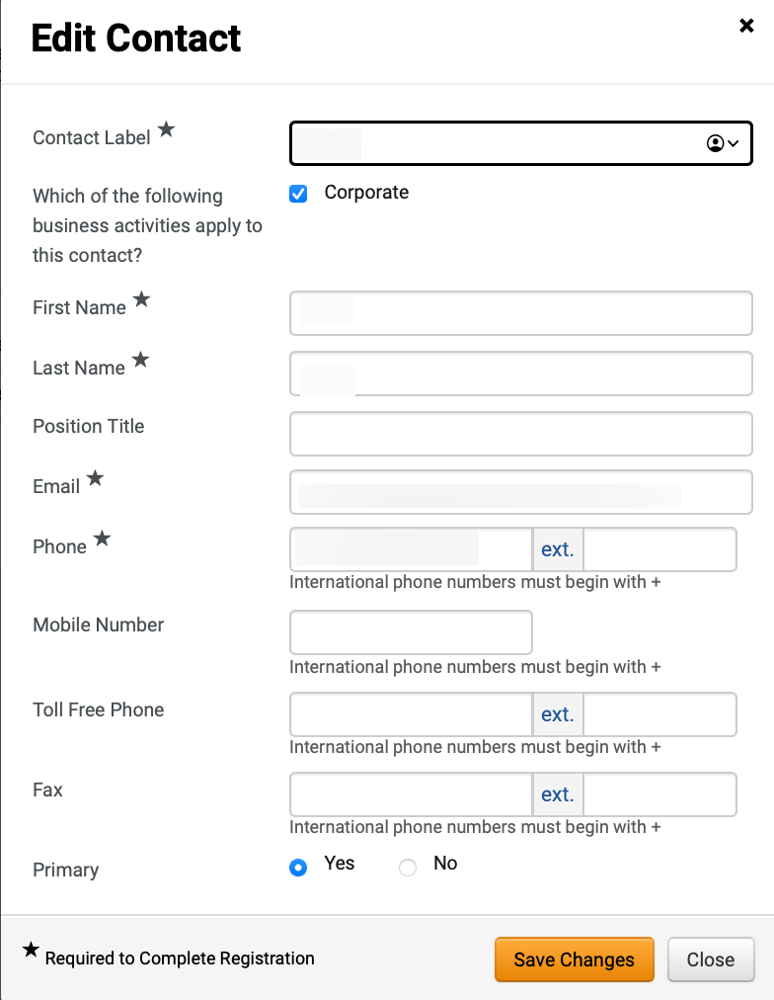 Edit Contact
Contact Label ★
Which of the following
business activities apply to
this contact?
Corporate
First Name ★
Last Name ★
Position Title
Email ★
Phone ★
ext.
International phone numbers must begin with +
Mobile Number
International phone numbers must begin with +
Toll Free Phone
ext.
International phone numbers must begin with +
Fax
ext.
International phone numbers must begin with +
Primary
Yes
No
★ Required to Complete Registration
Save Changes
Close